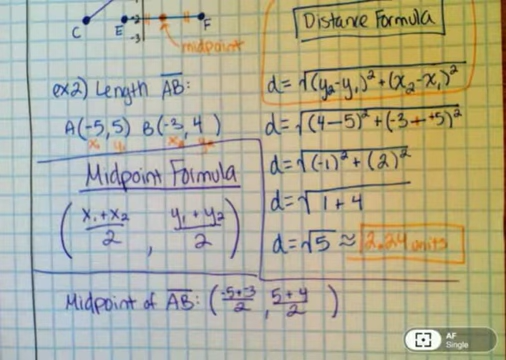 -2
-3
C E F
midpoint
Distance Formula
ex2) Length AB:
A(-5,5) B(-3,4)
x₁ y₁ x₂ y₂
d=√(y₂-y₁)²+(x₂-x₁)²
d=√(4-5)²+(-3-+5)²
d=√(-1)²+(2)²
d=√1+4
d=√5≈2.24 units
Midpoint Formula
(x₁+x₂/2, y₁+y₂/2)
Midpoint of AB: (-5+-3/2, 5+4/2)
AF
Single